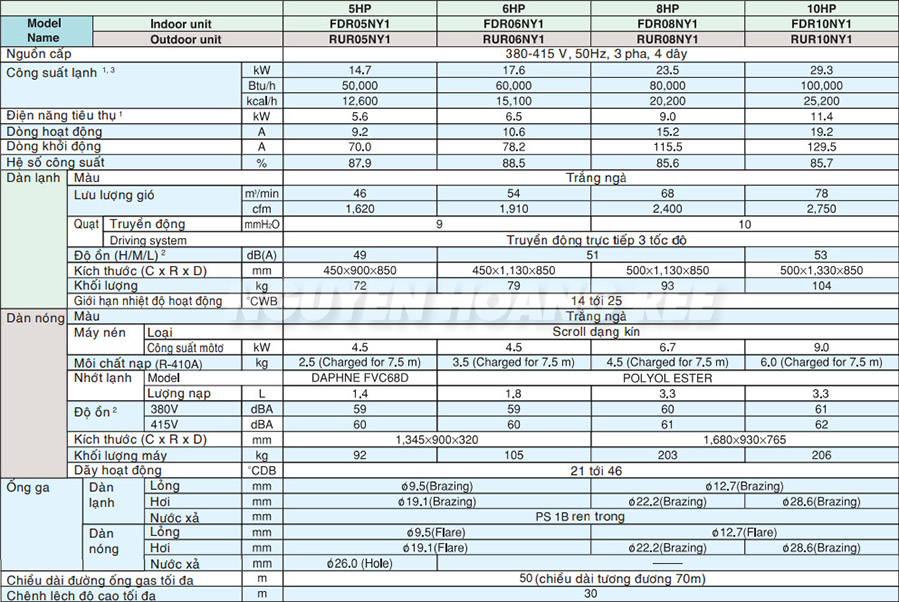 5HP 6HP 8HP 10HP
Model Name Indoor unit FDR05NY1 FDR06NY1 FDR08NY1 FDR10NY1
Outdoor unit RUR05NY1 RUR06NY1 RUR08NY1 RUR10NY1
Nguồn cấp 380-415 V, 50Hz, 3 pha, 4 dây
Công suất lạnh 1, 3 kW 14.7 17.6 23.5 29.3
Btu/h 50,000 60,000 80,000 100,000
kcal/h 12,600 15,100 20,200 25,200
Điện năng tiêu thụ 1 kW 5.6 6.5 9.0 11.4
Dòng hoạt động A 9.2 10.6 15.2 19.2
Dòng khởi động A 70.0 78.2 115.5 129.5
Hệ số công suất % 87.9 88.5 85.6 85.7
Dàn lạnh Màu Trắng ngà
Lưu lượng gió m³/min 46 54 68 78
cfm 1,620 1,910 2,400 2,750
Quạt Truyền động mmH2O 9 10
Driving system Truyền động trực tiếp 3 tốc độ
Độ ồn (H/M/L) 2 dB(A) 49 51 53
Kích thước (C x R x D) mm 450×900×850 450×1,130×850 500×1,130×850 500×1,330×850
Khối lượng kg 72 79 93 104
Giới hạn nhiệt độ hoạt động °CWB 14 tới 25
NGUYEN HOANG REE
Dàn nóng Màu Trắng ngà
Máy nén Loại Scroll dạng kín
Công suất môtơ kW 4.5 4.5 6.7 9.0
Môi chất nạp (R-410A) kg 2.5 (Charged for 7,5 m) 3.5 (Charged for 7,5 m) 4.5 (Charged for 7,5 m) 6.0 (Charged for 7,5 m)
Nhớt lạnh Model DAPHNE FVC68D POLYOL ESTER
Lượng nạp L 1.4 1.8 3.3 3.3
Độ ồn 2 380V dBA 59 59 60 61
415V dBA 60 60 61 62
Kích thước (C x R x D) mm 1,345×900×320 1,680×930×765
Khối lượng máy kg 92 105 203 206
Dãy hoạt động °CDB 21 tới 46
Ống ga Dàn lạnh Lỏng mm ø9.5(Brazing) ø12.7(Brazing)
Hơi mm ø19.1(Brazing) ø22.2(Brazing) ø28.6(Brazing)
Nước xả mm PS 1B ren trong
Dàn nóng Lỏng mm ø9.5(Flare) ø12.7(Flare)
Hơi mm ø19.1(Flare) ø22.2(Brazing) ø28.6(Brazing)
Nước xả mm ø26.0 (Hole) ——
Chiều dài đường ống gas tối đa m 50 (chiều dài tương đương 70m)
Chênh lệch độ cao tối đa m 30